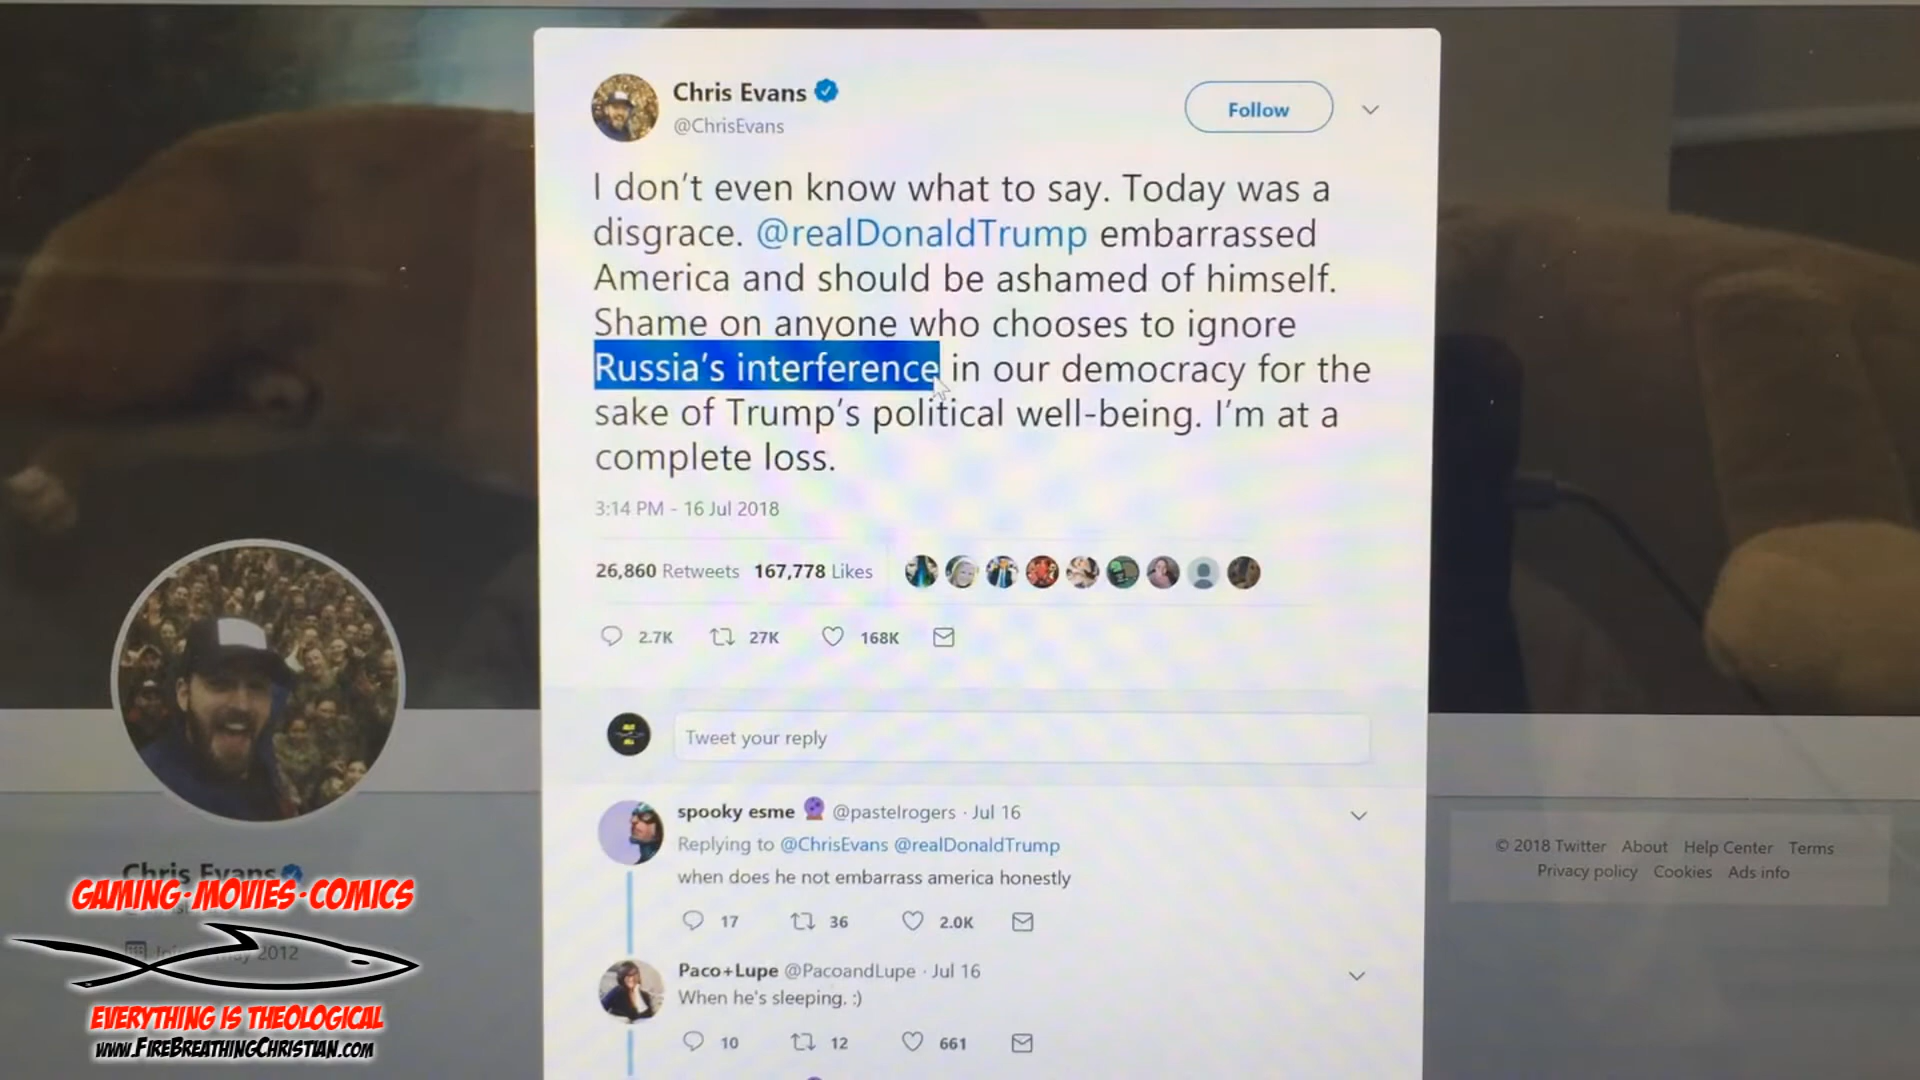 Chris Evans
@ChrisEvans
Follow
I don't even know what to say. Today was a
disgrace. @realDonaldTrump embarrassed
America and should be ashamed of himself.
Shame on anyone who chooses to ignore
Russia's interference in our democracy for the
sake of Trump's political well-being. I'm at a
complete loss.
3:14 PM - 16 Jul 2018
26,860 Retweets 167,778 Likes
2.7K 27K 168K
Tweet your reply
spooky esme @pastelrogers · Jul 16
Replying to @ChrisEvans @realDonaldTrump
when does he not embarrass america honestly
17 36 2.0K
Paco+Lupe @PacoandLupe · Jul 16
When he's sleeping. :)
10 12 661
Chris Evans
2012
GAMING·MOVIES·COMICS
EVERYTHING IS THEOLOGICAL
www.FireBreathingChristian.com
© 2018 Twitter About Help Center Terms
Privacy policy Cookies Ads info